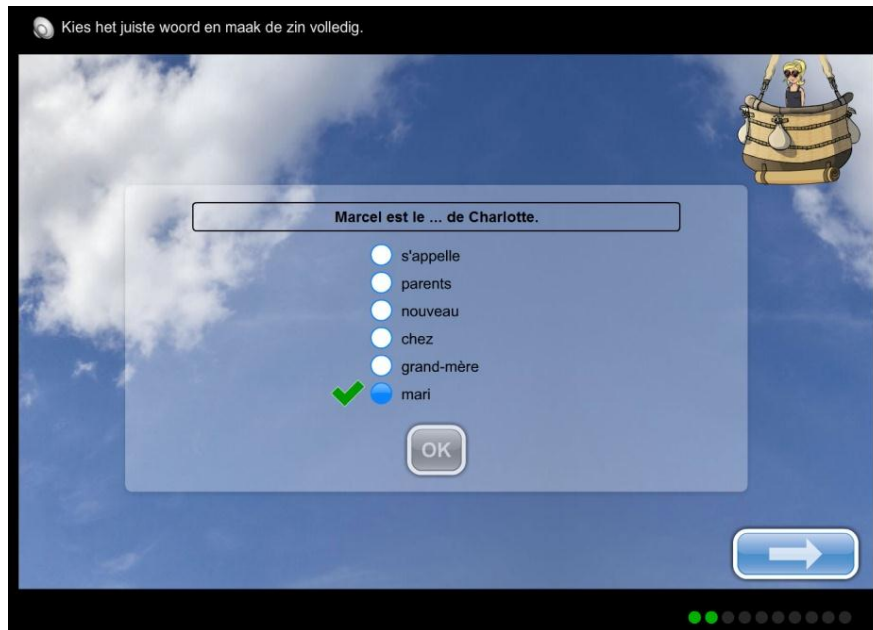 Kies het juiste woord en maak de zin volledig.
Marcel est le ... de Charlotte.
s'appelle
parents
nouveau
chez
grand-mère
mari
OK